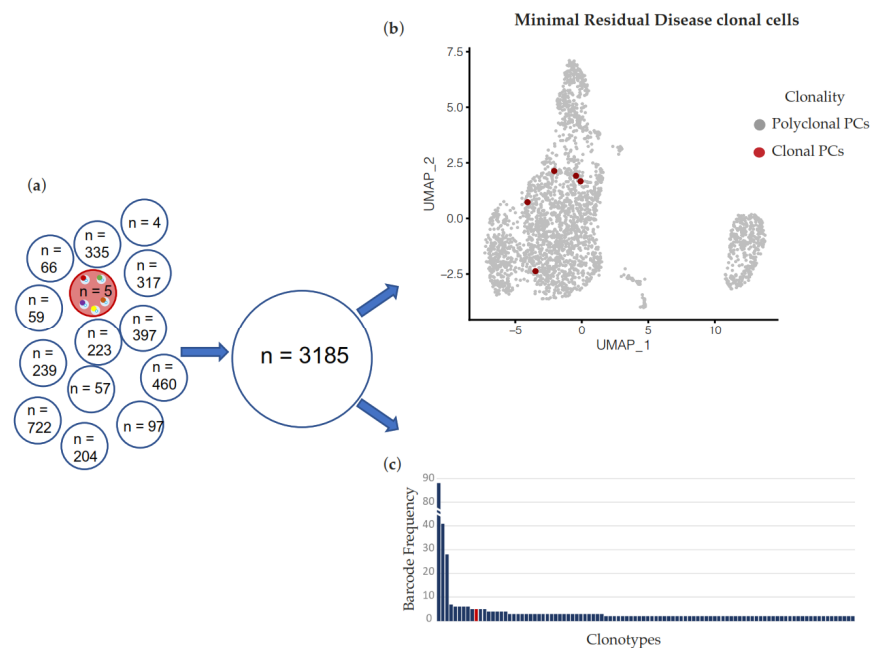 (a)
n = 4
n =
335
n =
66
n =
317
n = 5
n =
59
n =
397
n =
223
n =
239
n =
460
n = 57
n =
722
n = 97
n =
204
n = 3185
(b)
Minimal Residual Disease clonal cells
7.5
5.0
2.5
0.0
−2.5
UMAP_2
−5
0
5
10
UMAP_1
Clonality
Polyclonal PCs
Clonal PCs
(c)
90
80
40
30
20
10
0
Barcode Frequency
Clonotypes